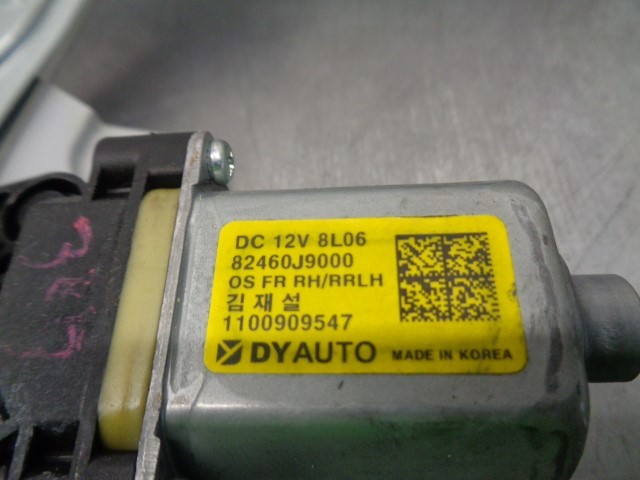 DC 12V 8L06
82460J9000
OS FR RH/RRLH
김재설
1100909547
DYAUTO MADE IN KOREA